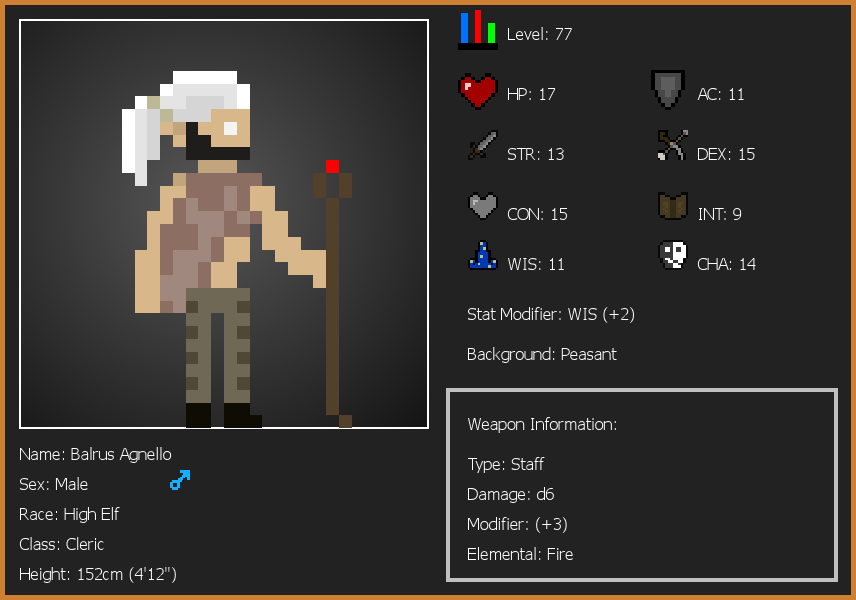 Level: 77
HP: 17
AC: 11
STR: 13
DEX: 15
CON: 15
INT: 9
WIS: 11
CHA: 14
Stat Modifier: WIS (+2)
Background: Peasant
Weapon Information:
Type: Staff
Damage: d6
Modifier: (+3)
Elemental: Fire
Name: Balrus Agnello
Sex: Male
Race: High Elf
Class: Cleric
Height: 152cm (4'12")